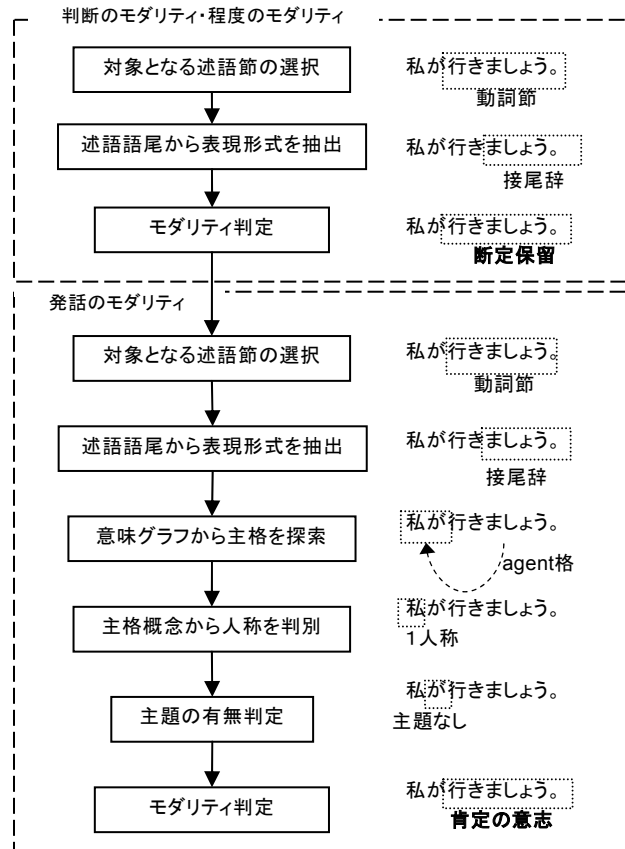 判断のモダリティ・程度のモダリティ
対象となる述語節の選択
私が行きましょう。
動詞節
述語語尾から表現形式を抽出
私が行きましょう。
接尾辞
モダリティ判定
私が行きましょう。
断定保留
発話のモダリティ
対象となる述語節の選択
私が行きましょう。
動詞節
述語語尾から表現形式を抽出
私が行きましょう。
接尾辞
意味グラフから主格を探索
私が行きましょう。
agent格
主格概念から人称を判別
私が行きましょう。
1人称
主題の有無判定
私が行きましょう。
主題なし
モダリティ判定
私が行きましょう。
肯定の意志